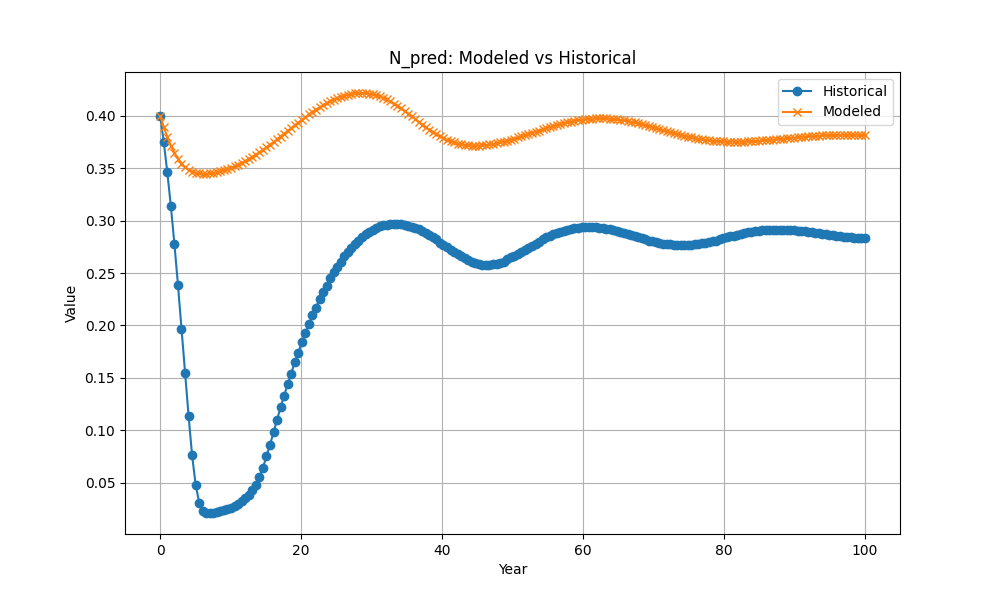 N_pred: Modeled vs Historical
Historical
Modeled
Value
0.40
0.35
0.30
0.25
0.20
0.15
0.10
0.05
0 20 40 60 80 100
Year